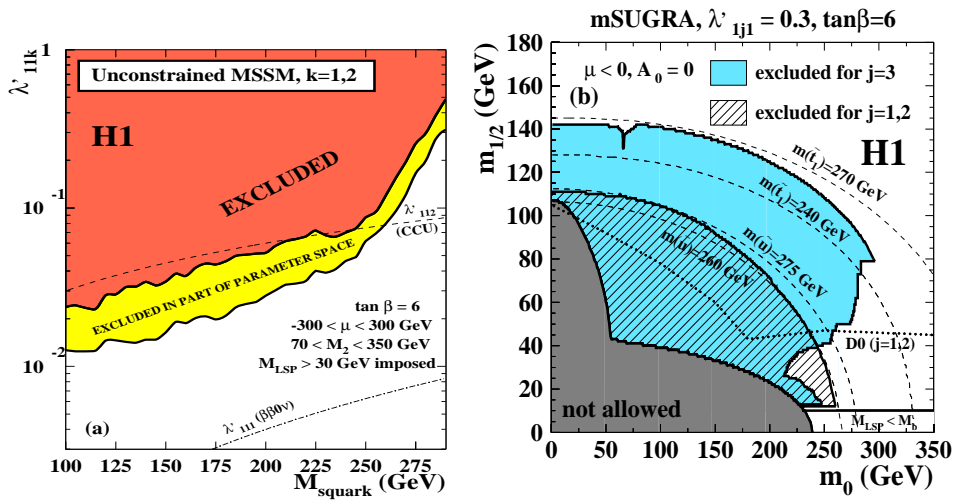 λ'11k
1
10-1
10-2
Unconstrained MSSM, k=1,2
H1
EXCLUDED
λ'112
(CCU)
EXCLUDED IN PART OF PARAMETER SPACE
tan β = 6
-300 < μ < 300 GeV
70 < M2 < 350 GeV
MLSP > 30 GeV imposed
λ'111 (ββ0ν)
(a)
100 125 150 175 200 225 250 275
Msquark (GeV)
mSUGRA, λ'1j1 = 0.3, tanβ=6
m1/2 (GeV)
180
160
140
120
100
80
60
40
20
0
μ < 0, A0 = 0
excluded for j=3
(b)
excluded for j=1,2
H1
m(t̃1)=270 GeV
m(t̃1)=240 GeV
m(ũ)=275 GeV
m(ũ)=260 GeV
D0 (j=1,2)
not allowed
MLSP < Mb
0 50 100 150 200 250 300 350
m0 (GeV)